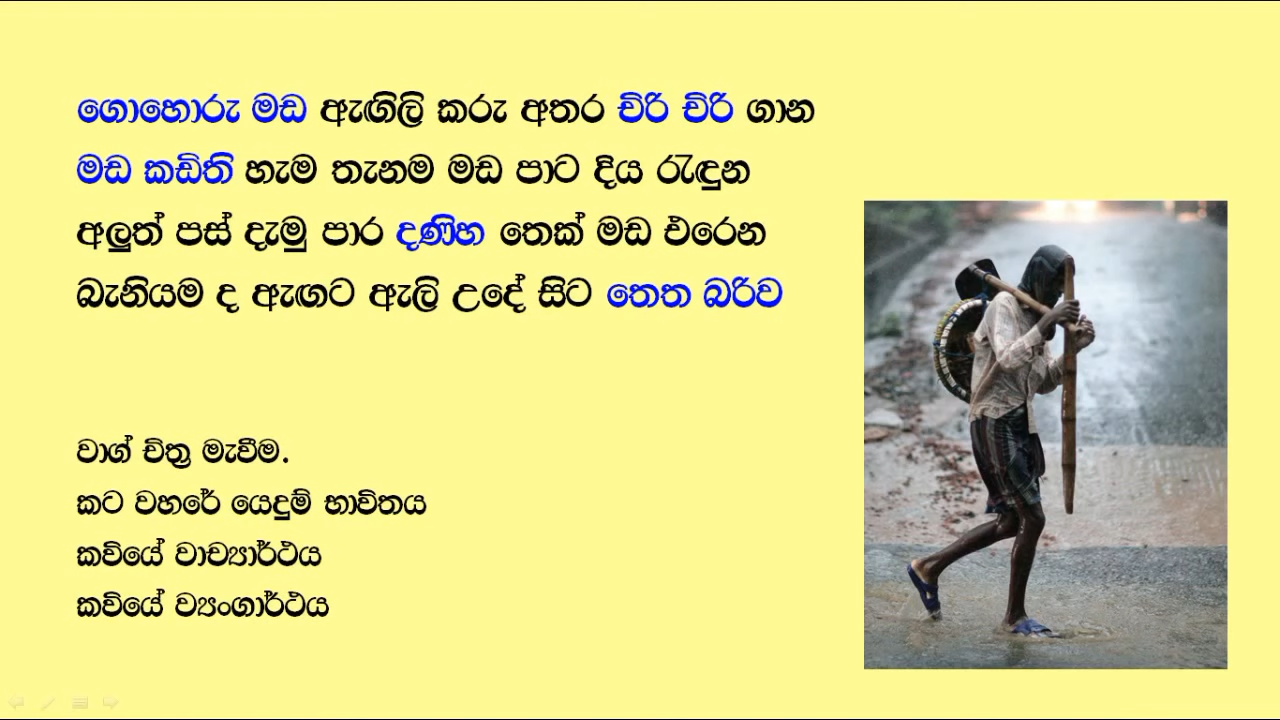 ගොහොරු මඩ ඇඟිලි කරු අතර චිරි චිරි ගාන
මඩ කඩිති හැම තැනම මඩ පාට දිය රැඳුන
අලුත් පස් දැමු පාර දණිහ තෙක් මඩ එරෙන
බැනියම ද ඇඟට ඇලි උදේ සිට තෙත බරිව
වාග් චිත්‍ර මැවීම.
කට වහරේ යෙදුම් භාවිතය
කවියේ වාච්‍යාර්ථය
කවියේ ව්‍යංගාර්ථය